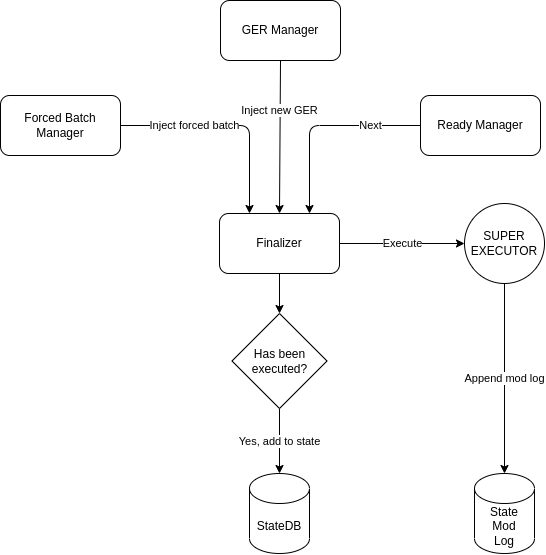 GER Manager
Inject new GER
Forced Batch
Manager
Inject forced batch
Next
Ready Manager
Finalizer
Execute
SUPER
EXECUTOR
Has been
executed?
Append mod log
Yes, add to state
StateDB
State
Mod
Log